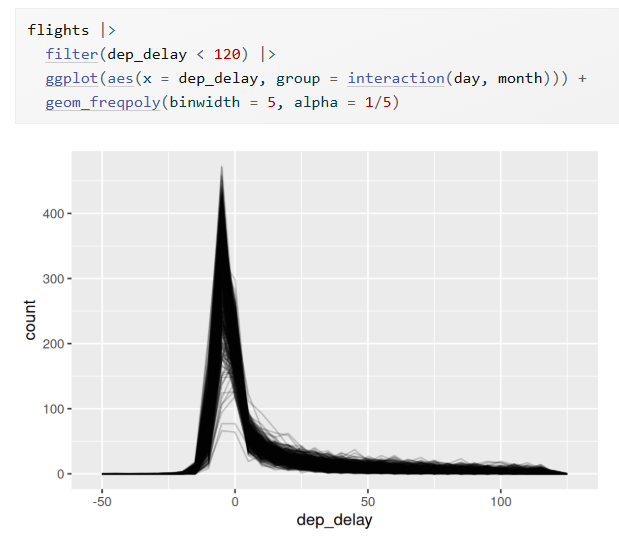 flights |>
  filter(dep_delay < 120) |>
  ggplot(aes(x = dep_delay, group = interaction(day, month))) +
  geom_freqpoly(binwidth = 5, alpha = 1/5)
400
300
200
100
0
count
-50 0 50 100
dep_delay